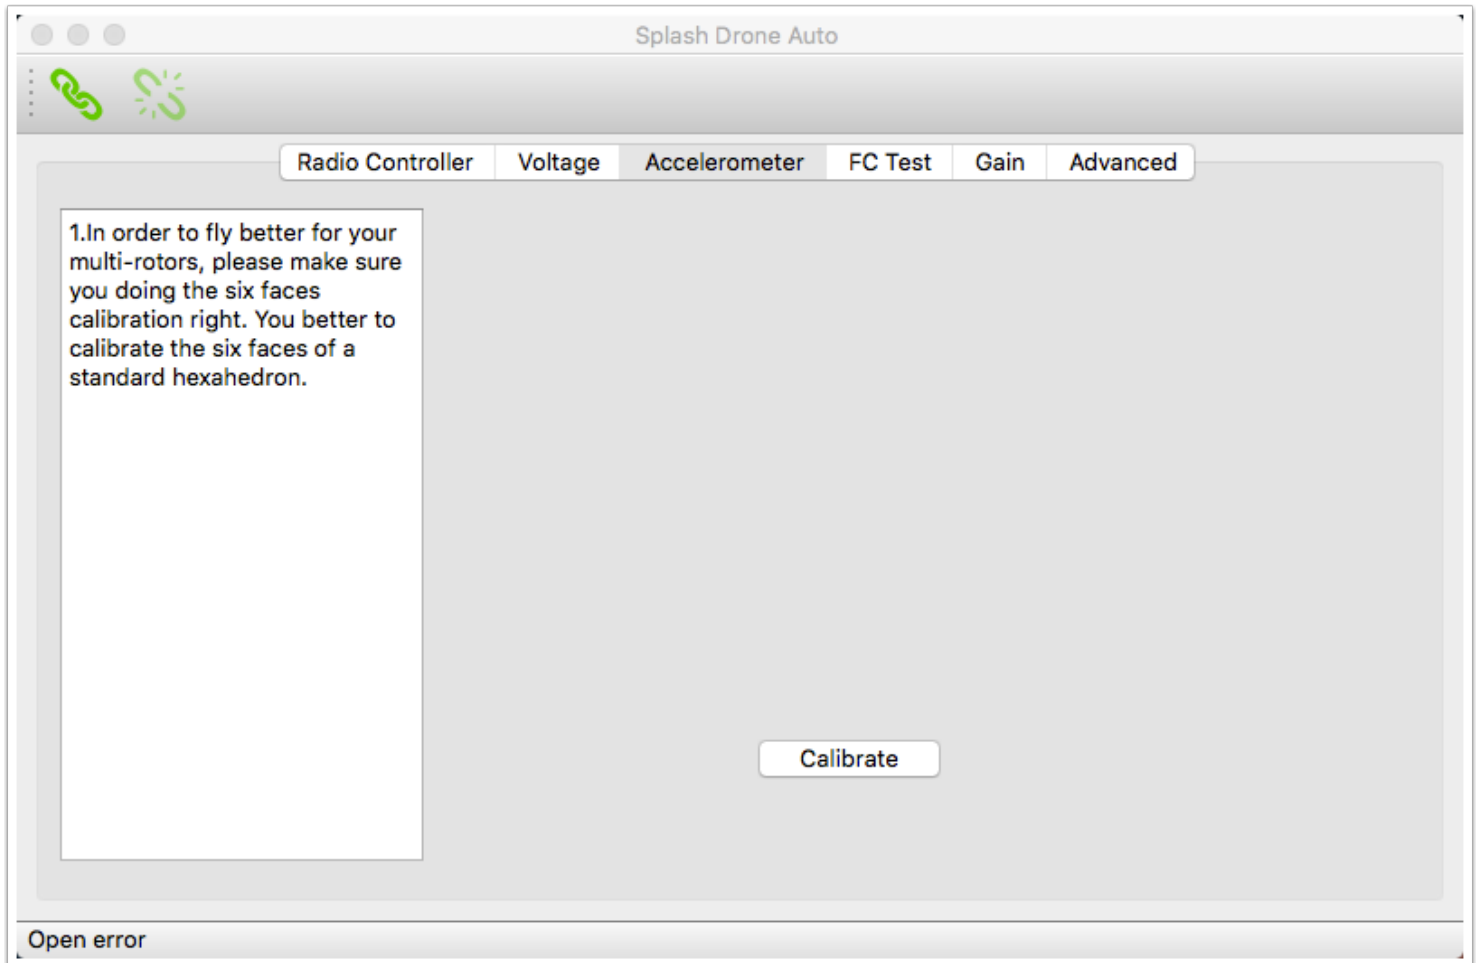 Splash Drone Auto
Radio Controller
Voltage
Accelerometer
FC Test
Gain
Advanced
1.In order to fly better for your
multi-rotors, please make sure
you doing the six faces
calibration right. You better to
calibrate the six faces of a
standard hexahedron.
Calibrate
Open error